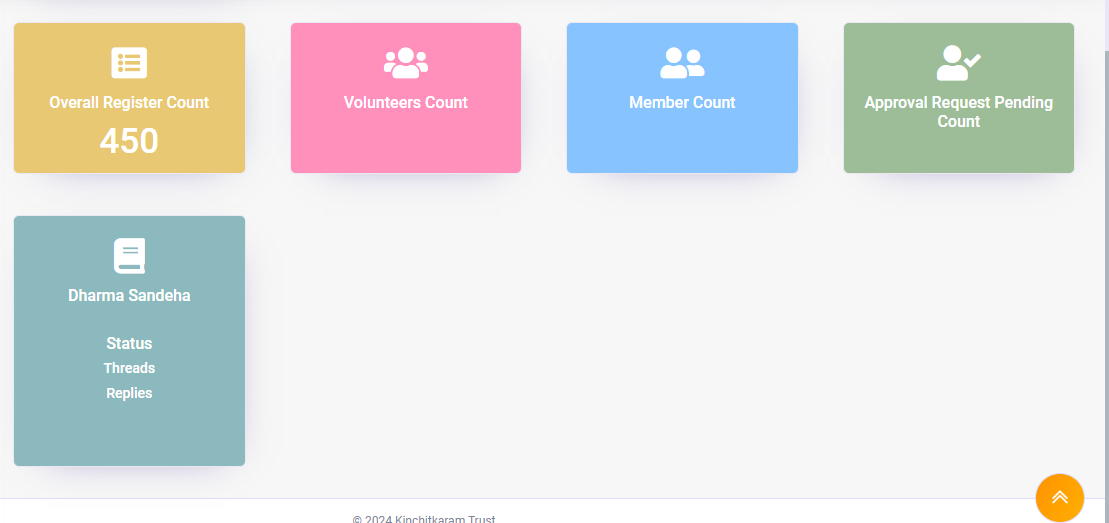 Overall Register Count
450
Volunteers Count
Member Count
Approval Request Pending
Count
Dharma Sandeha
Status
Threads
Replies
© 2024 Kinchitkaram Trust